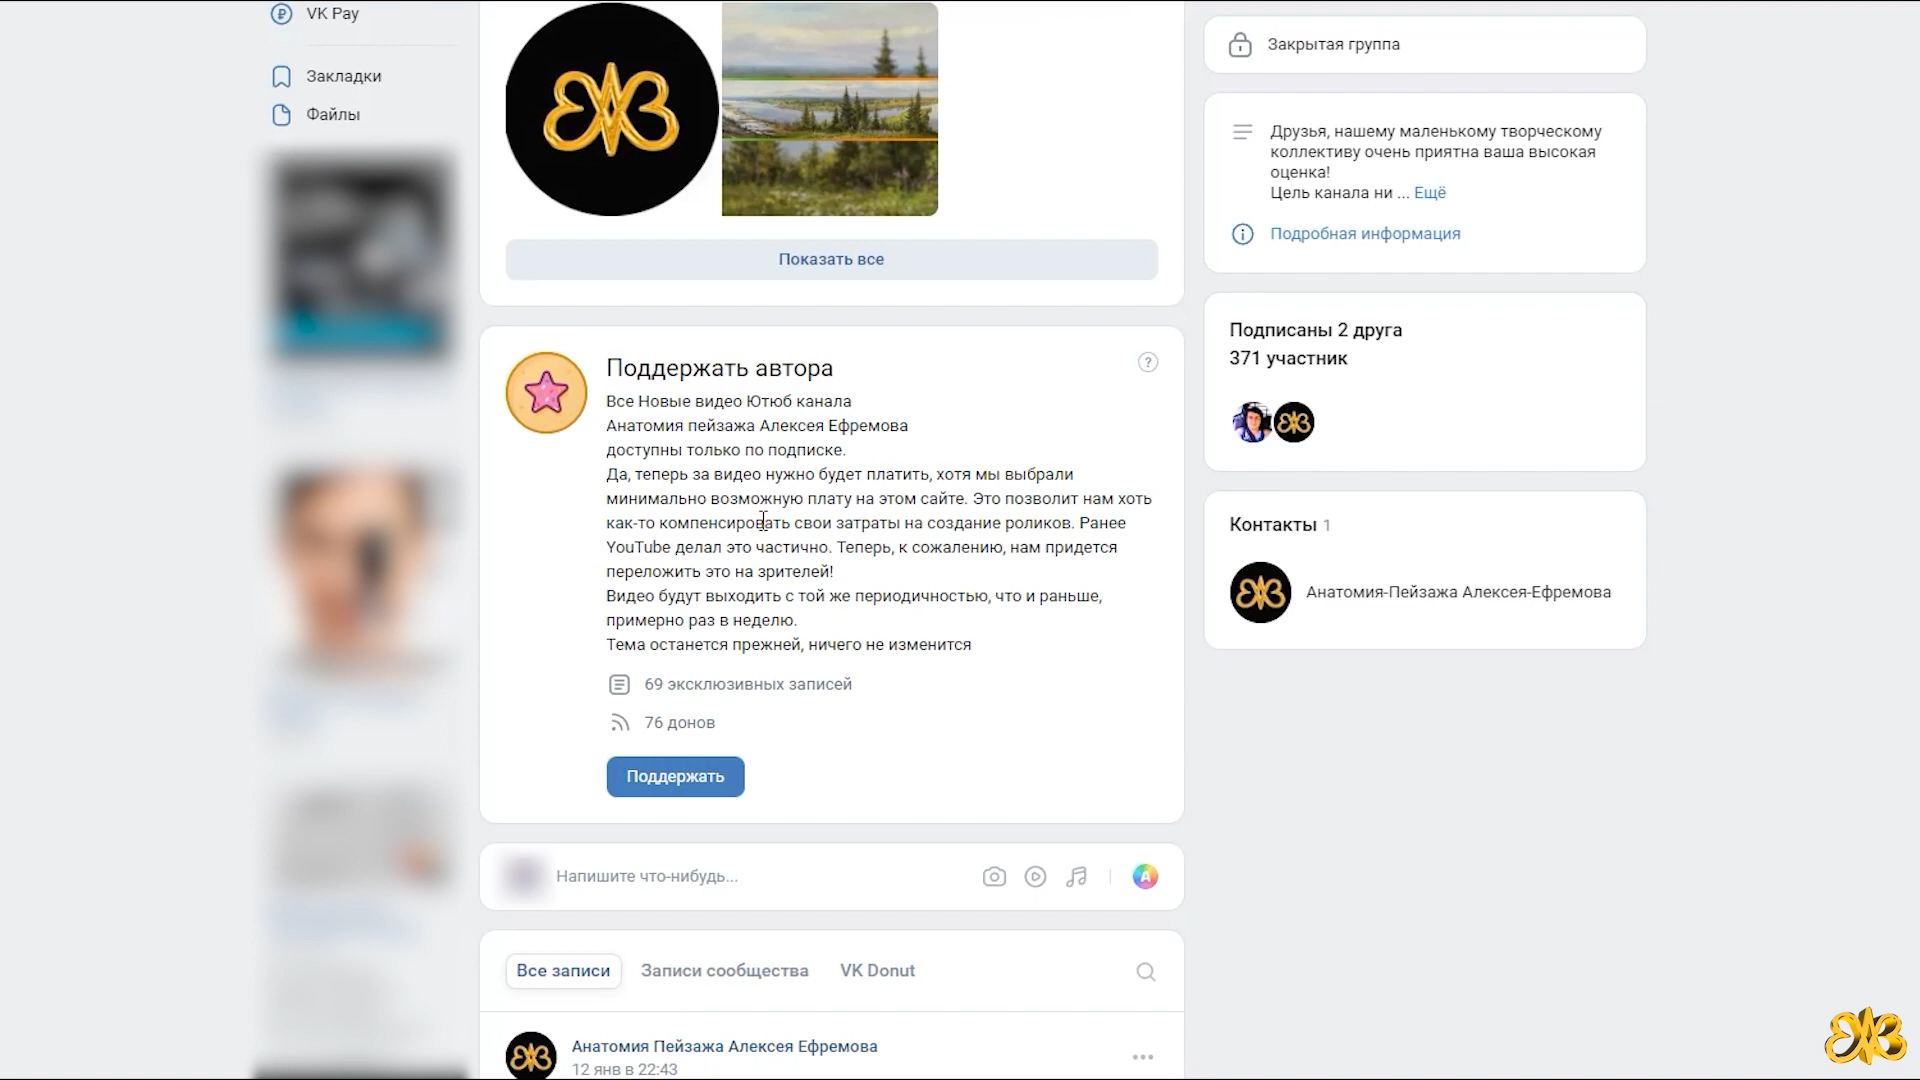 VK Pay
Закладки
Файлы
Показать все
Поддержать автора
Все Новые видео Ютюб канала
Анатомия пейзажа Алексея Ефремова
доступны только по подписке.
Да, теперь за видео нужно будет платить, хотя мы выбрали
минимально возможную плату на этом сайте. Это позволит нам хоть
как-то компенсировать свои затраты на создание роликов. Ранее
YouTube делал это частично. Теперь, к сожалению, нам придется
переложить это на зрителей!
Видео будут выходить с той же периодичностью, что и раньше,
примерно раз в неделю.
Тема останется прежней, ничего не изменится
69 эксклюзивных записей
76 донов
Поддержать
Напишите что-нибудь...
Все записи
Записи сообщества
VK Donut
Анатомия Пейзажа Алексея Ефремова
12 янв в 22:43
Закрытая группа
Друзья, нашему маленькому творческому
коллективу очень приятна ваша высокая
оценка!
Цель канала ни ... Ещё
Подробная информация
Подписаны 2 друга
371 участник
Контакты 1
Анатомия-Пейзажа Алексея-Ефремова